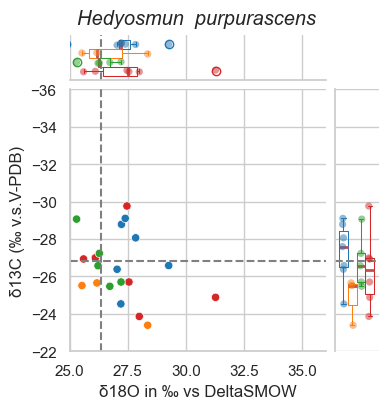 Hedyosmun purpurascens
−36
−34
−32
−30
−28
−26
−24
−22
δ13C (‰ v.s.V-PDB)
25.0 27.5 30.0 32.5 35.0
δ18O in ‰ vs DeltaSMOW